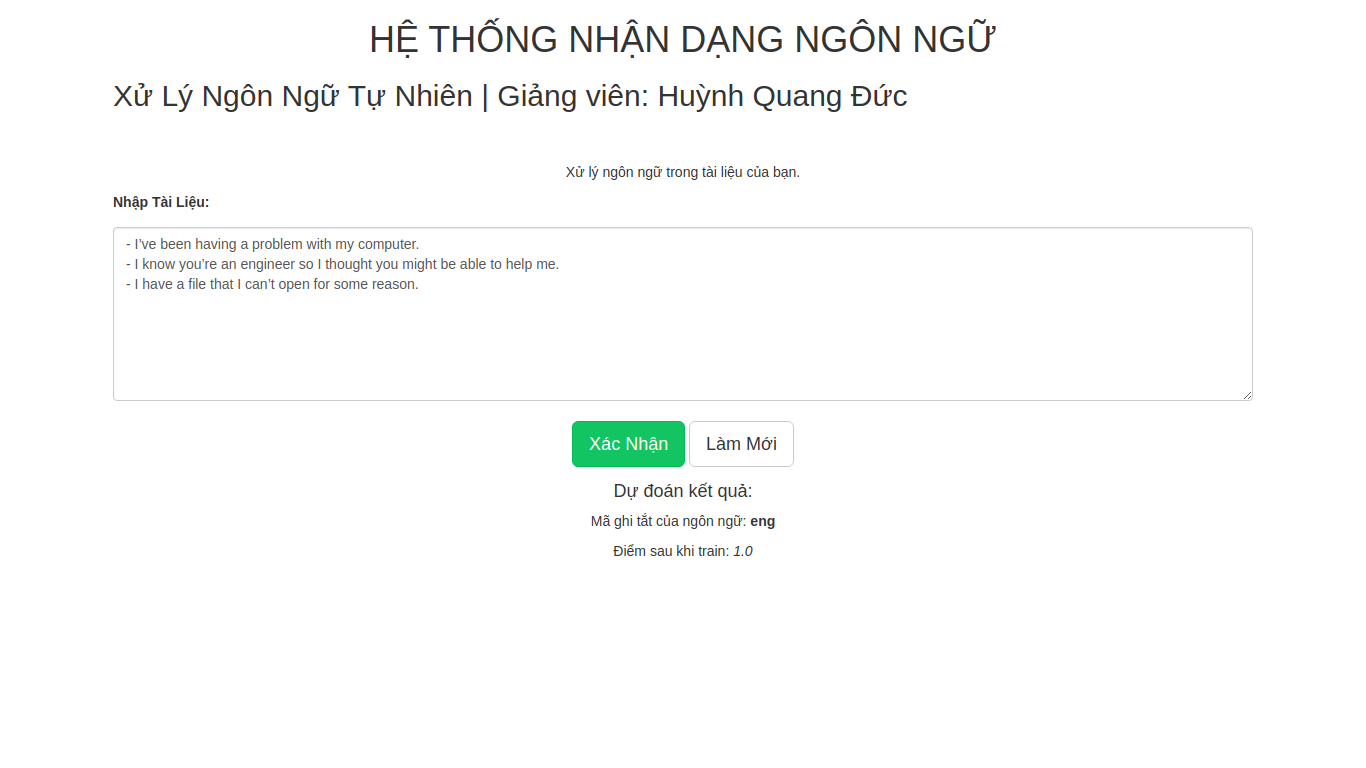 HỆ THỐNG NHẬN DẠNG NGÔN NGỮ
Xử Lý Ngôn Ngữ Tự Nhiên | Giảng viên: Huỳnh Quang Đức
Xử lý ngôn ngữ trong tài liệu của bạn.
Nhập Tài Liệu:
- I’ve been having a problem with my computer.
- I know you’re an engineer so I thought you might be able to help me.
- I have a file that I can’t open for some reason.
Xác Nhận Làm Mới
Dự đoán kết quả:
Mã ghi tắt của ngôn ngữ: eng
Điểm sau khi train: 1.0